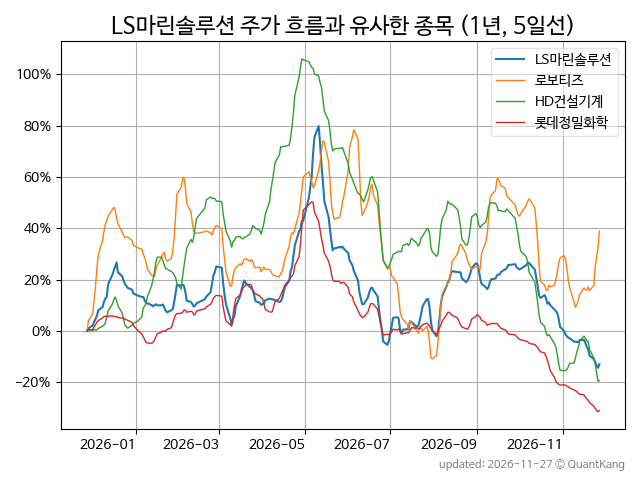 LS마린솔루션 주가 흐름과 유사한 종목 (1년, 5일선)
LS마린솔루션
로보티즈
HD건설기계
롯데정밀화학
100%
80%
60%
40%
20%
0%
−20%
2026-01
2026-03
2026-05
2026-07
2026-09
2026-11
updated: 2026-11-27 © QuantKang